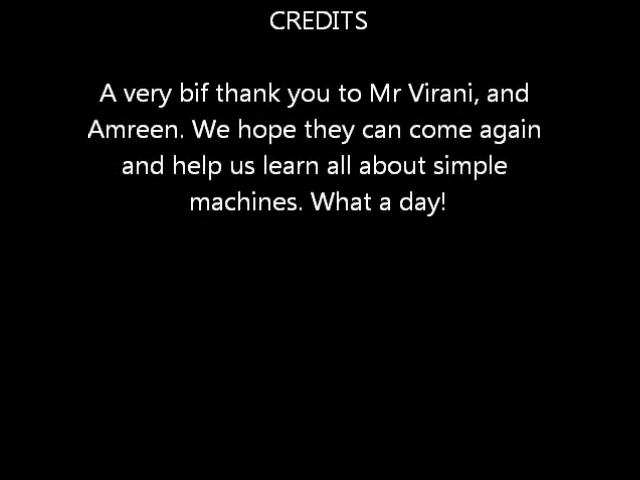 CREDITS
A very bif thank you to Mr Virani, and
Amreen. We hope they can come again
and help us learn all about simple
machines. What a day!